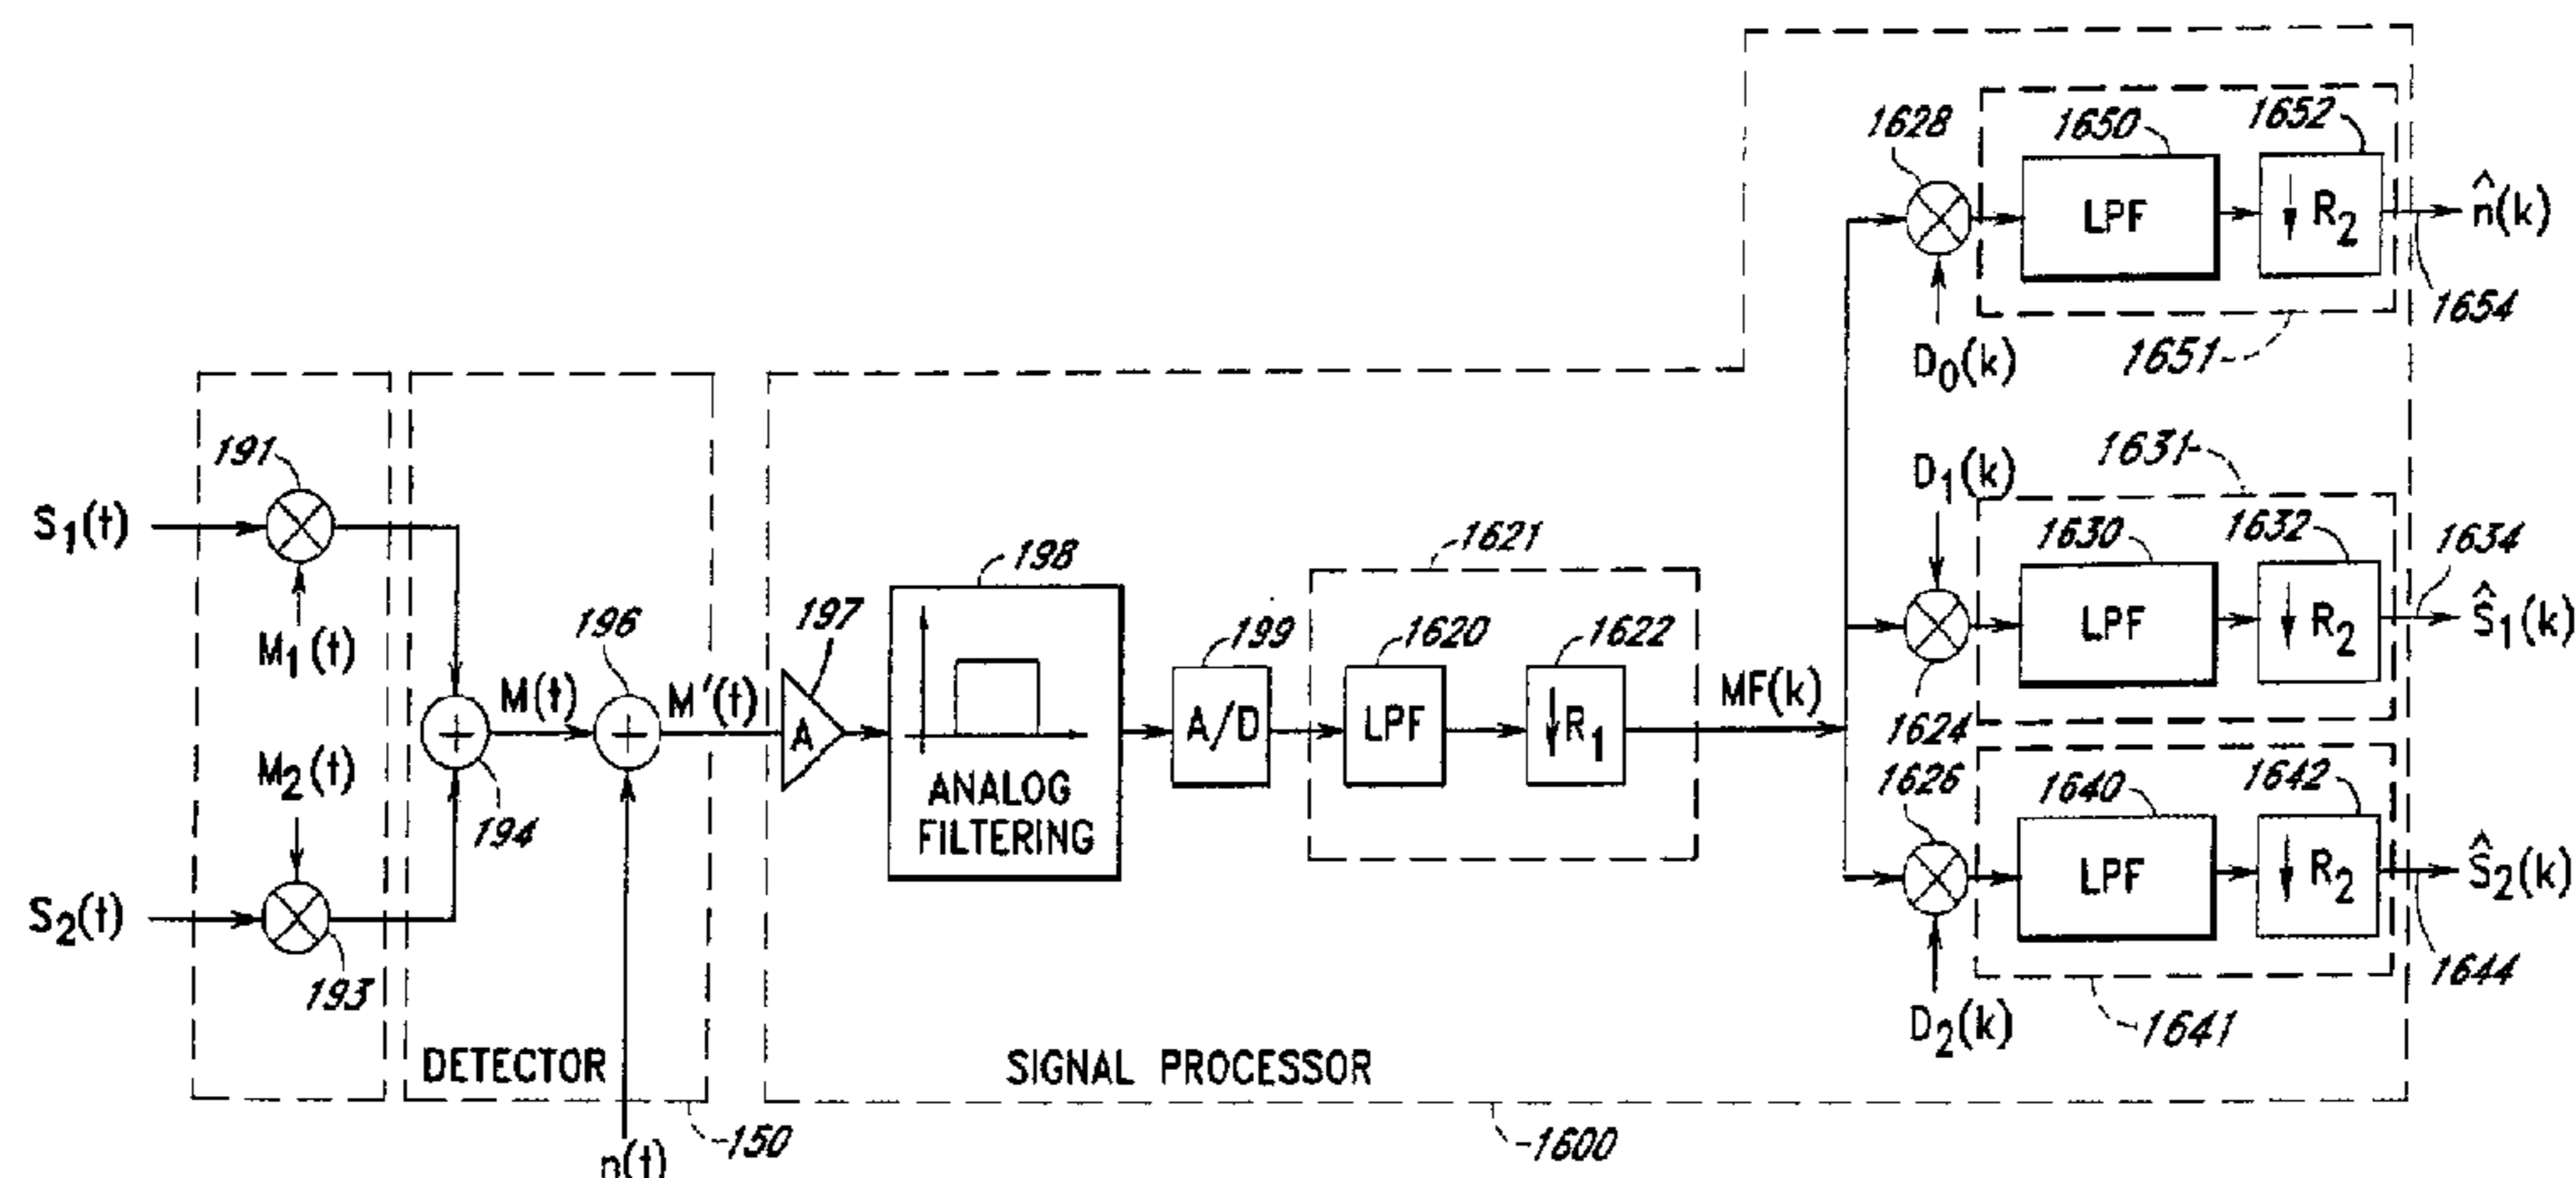 1628
1650
1652
LPF
↓ R2
n̂(k)
1654
D0(k)
1651
191
S1(t)
M1(t)
D1(k)
1631
1630
1632
1634
LPF
↓ R2
Ŝ1(k)
1624
198
1621
197
196
199
1620
1622
M(t)
M'(t)
A
A/D
LPF
↓R1
MF(k)
ANALOG
FILTERING
M2(t)
194
1626
1640
1642
LPF
↓ R2
Ŝ2(k)
1644
S2(t)
193
D2(k)
1641
DETECTOR
SIGNAL PROCESSOR
n(t)
150
1600